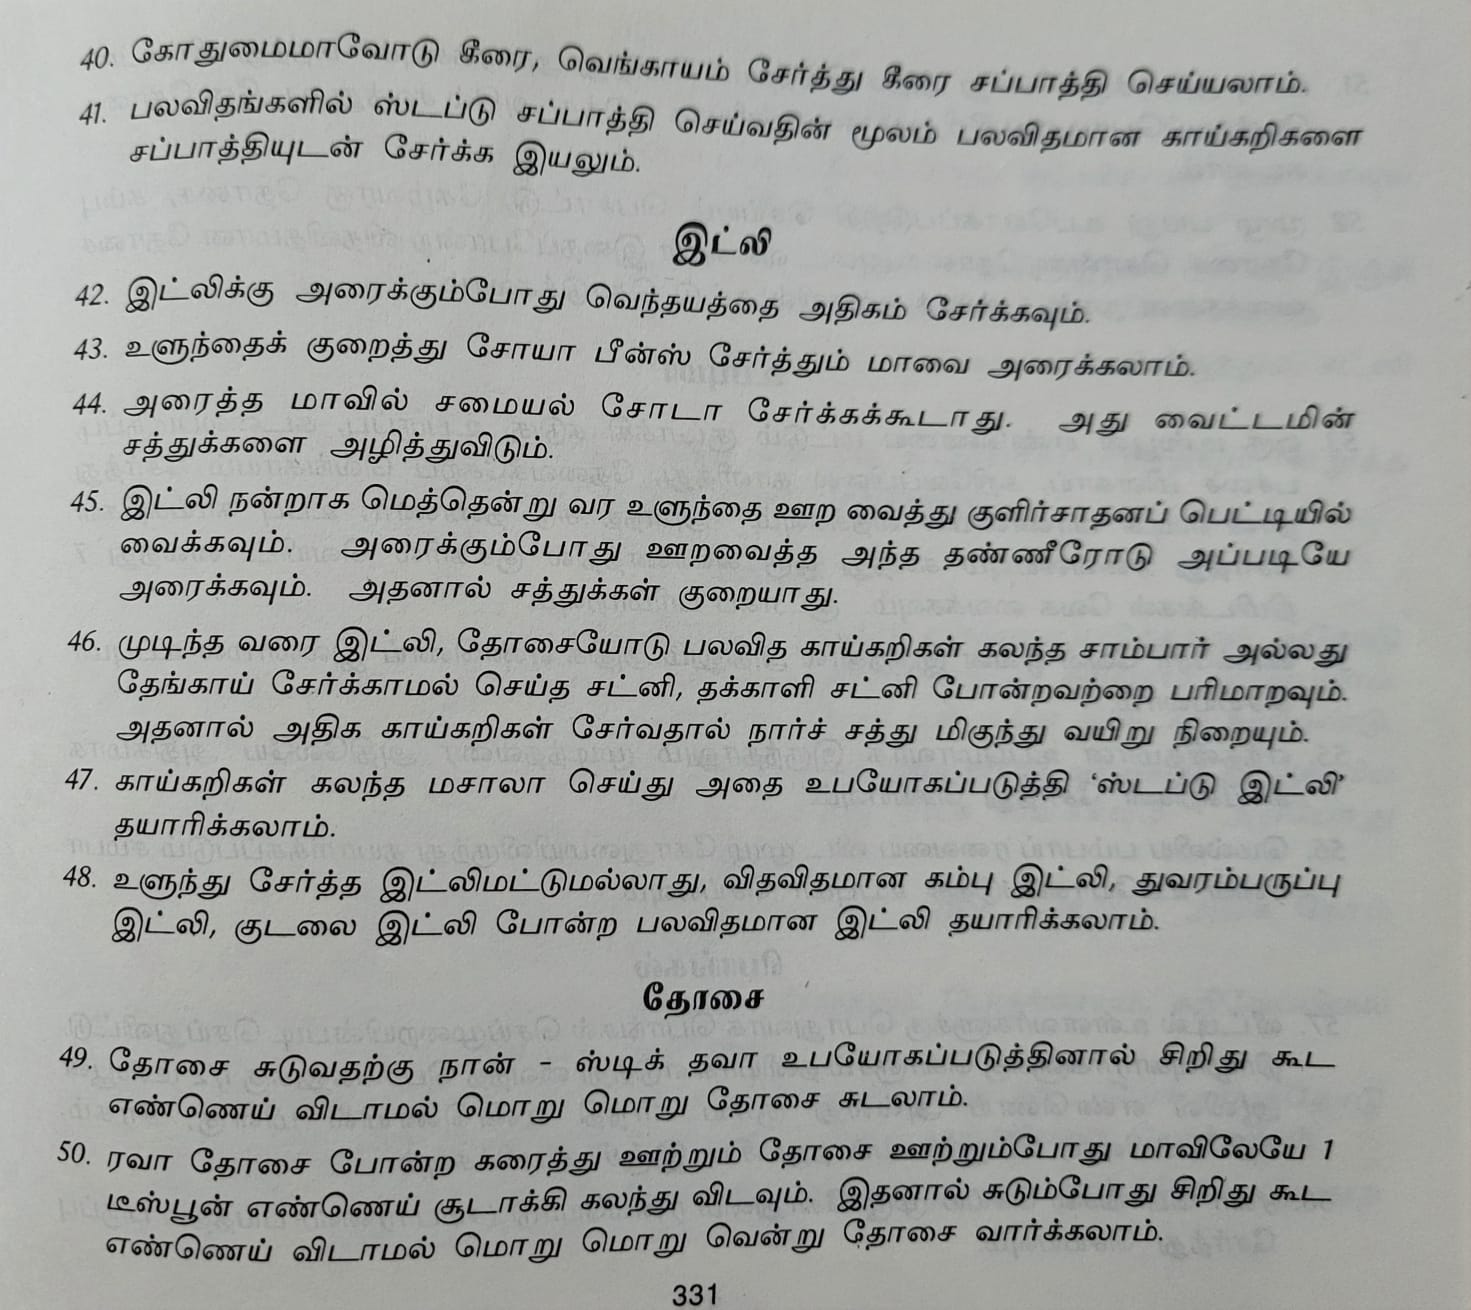 40. கோதுமைமாவோடு கீரை, வெங்காயம் சேர்த்து கீரை சப்பாத்தி செய்யலாம்.
41. பலவிதங்களில் ஸ்டப்டு சப்பாத்தி செய்வதின் மூலம் பலவிதமான காய்கறிகளை
சப்பாத்தியுடன் சேர்க்க இயலும்.
இட்லி
42. இட்லிக்கு அரைக்கும்போது வெந்தயத்தை அதிகம் சேர்க்கவும்.
43. உளுந்தைக் குறைத்து சோயா பீன்ஸ் சேர்த்தும் மாவை அரைக்கலாம்.
44. அரைத்த மாவில் சமையல் சோடா சேர்க்கக்கூடாது. அது வைட்டமின்
சத்துக்களை அழித்துவிடும்.
45. இட்லி நன்றாக மெத்தென்று வர உளுந்தை ஊற வைத்து குளிர்சாதனப் பெட்டியில்
வைக்கவும். அரைக்கும்போது ஊறவைத்த அந்த தண்ணீரோடு அப்படியே
அரைக்கவும். அதனால் சத்துக்கள் குறையாது.
46. முடிந்த வரை இட்லி, தோசையோடு பலவித காய்கறிகள் கலந்த சாம்பார் அல்லது
தேங்காய் சேர்க்காமல் செய்த சட்னி, தக்காளி சட்னி போன்றவற்றை பரிமாறவும்.
அதனால் அதிக காய்கறிகள் சேர்வதால் நார்ச் சத்து மிகுந்து வயிறு நிறையும்.
47. காய்கறிகள் கலந்த மசாலா செய்து அதை உபயோகப்படுத்தி ‘ஸ்டப்டு இட்லி’
தயாரிக்கலாம்.
48. உளுந்து சேர்த்த இட்லிமட்டுமல்லாது, விதவிதமான கம்பு இட்லி, துவரம்பருப்பு
இட்லி, குடலை இட்லி போன்ற பலவிதமான இட்லி தயாரிக்கலாம்.
தோசை
49. தோசை சுடுவதற்கு நான் - ஸ்டிக் தவா உபயோகப்படுத்தினால் சிறிது கூட
எண்ணெய் விடாமல் மொறு மொறு தோசை சுடலாம்.
50. ரவா தோசை போன்ற கரைத்து ஊற்றும் தோசை ஊற்றும்போது மாவிலேயே 1
டீஸ்பூன் எண்ணெய் சூடாக்கி கலந்து விடவும். இதனால் சுடும்போது சிறிது கூட
எண்ணெய் விடாமல் மொறு மொறு வென்று தோசை வார்க்கலாம்.
331